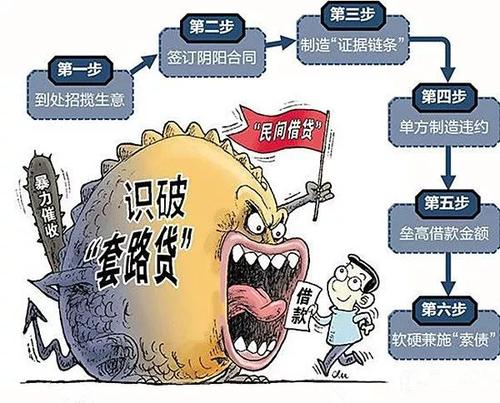 第一步
到处招揽生意
第二步
签订阴阳合同
第三步
制造“证据链条”
第四步
单方制造违约
第五步
垒高借款金额
第六步
软硬兼施“索债”
“民间借贷”
暴力催收
识破
“套路贷”
借款